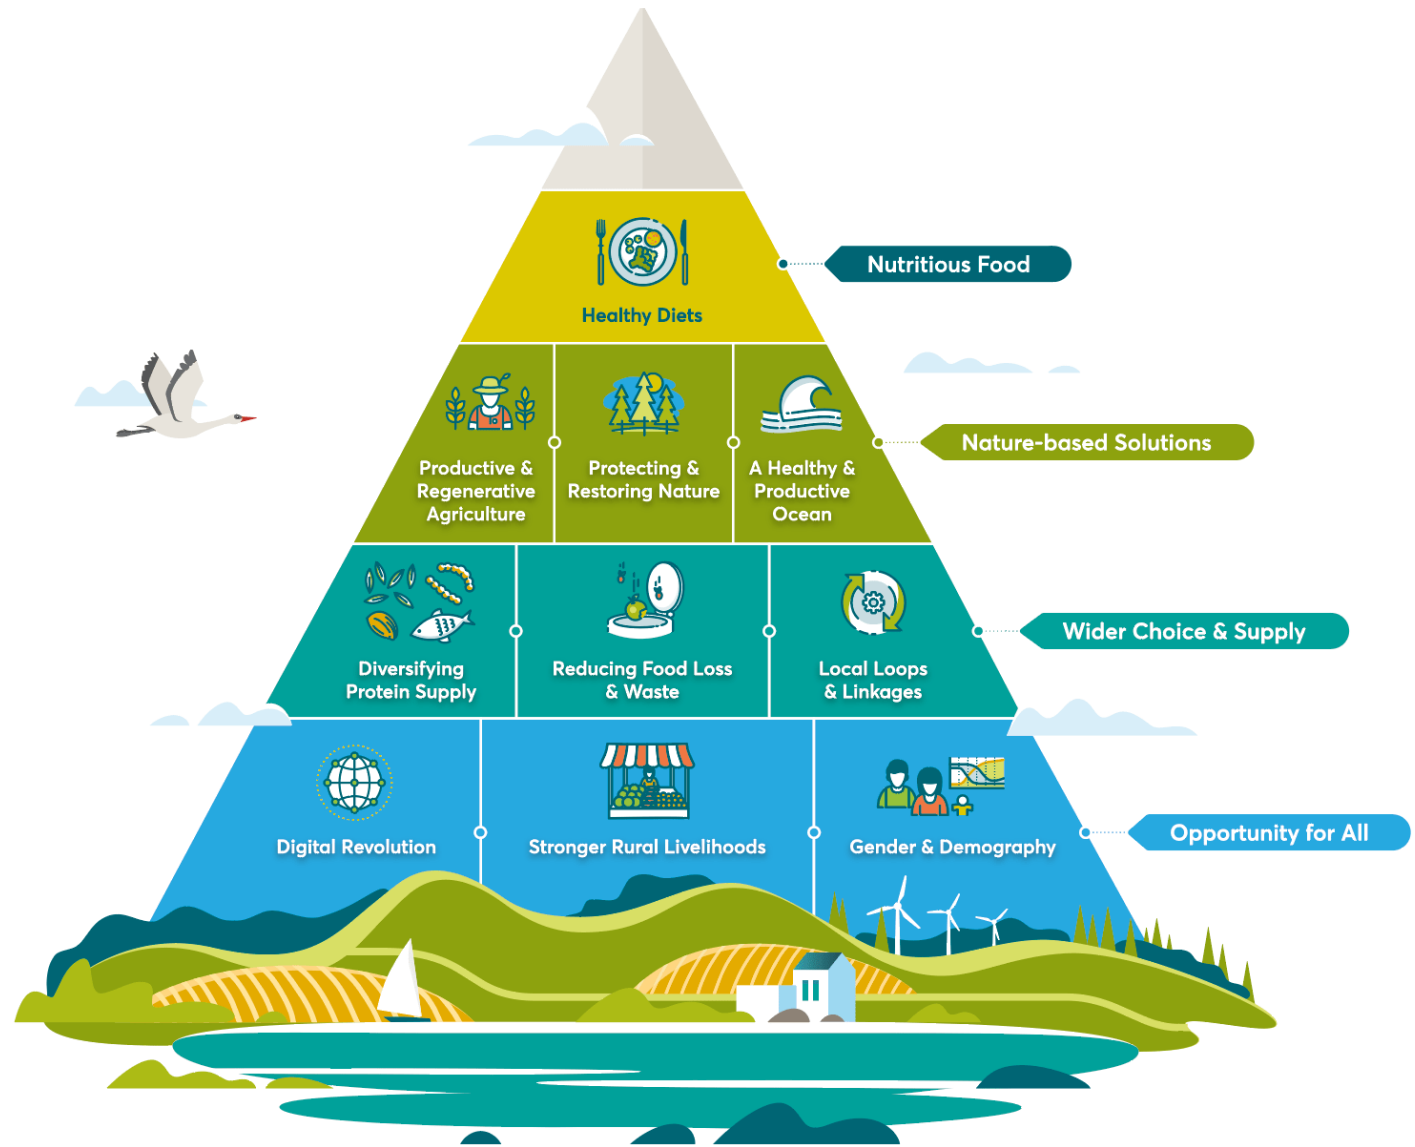 Healthy Diets
Nutritious Food
Productive &
Regenerative
Agriculture
Protecting &
Restoring Nature
A Healthy &
Productive
Ocean
Nature-based Solutions
Diversifying
Protein Supply
Reducing Food Loss
& Waste
Local Loops
& Linkages
Wider Choice & Supply
Digital Revolution
Stronger Rural Livelihoods
Gender & Demography
Opportunity for All